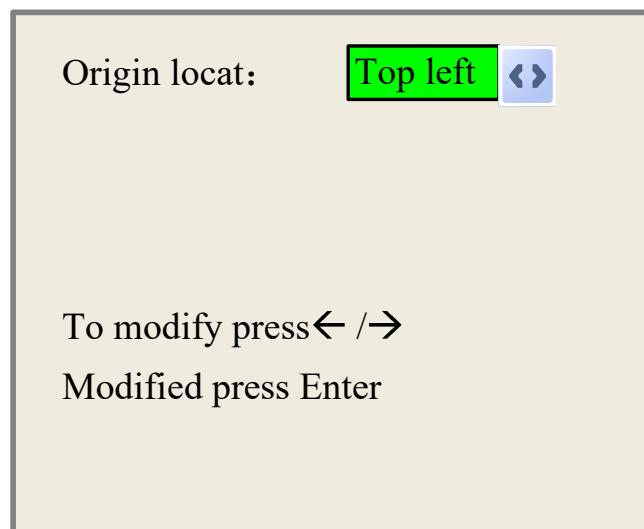 Origin locat： Top left
To modify press← /→
Modified press Enter